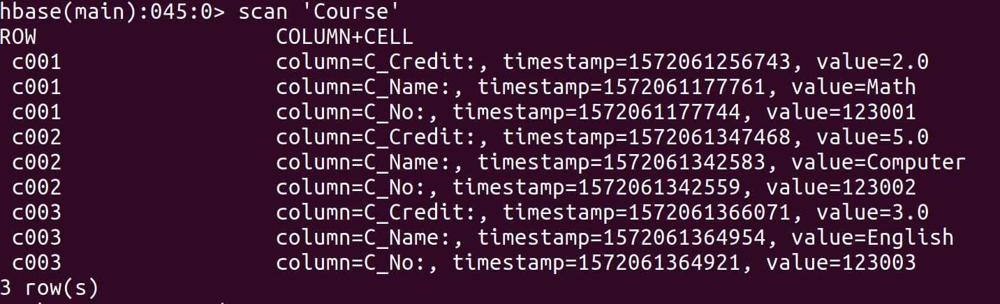 hbase(main):045:0> scan 'Course'
ROW COLUMN+CELL
c001 column=C_Credit:, timestamp=1572061256743, value=2.0
c001 column=C_Name:, timestamp=1572061177761, value=Math
c001 column=C_No:, timestamp=1572061177744, value=123001
c002 column=C_Credit:, timestamp=1572061347468, value=5.0
c002 column=C_Name:, timestamp=1572061342583, value=Computer
c002 column=C_No:, timestamp=1572061342559, value=123002
c003 column=C_Credit:, timestamp=1572061366071, value=3.0
c003 column=C_Name:, timestamp=1572061364954, value=English
c003 column=C_No:, timestamp=1572061364921, value=123003
3 row(s)